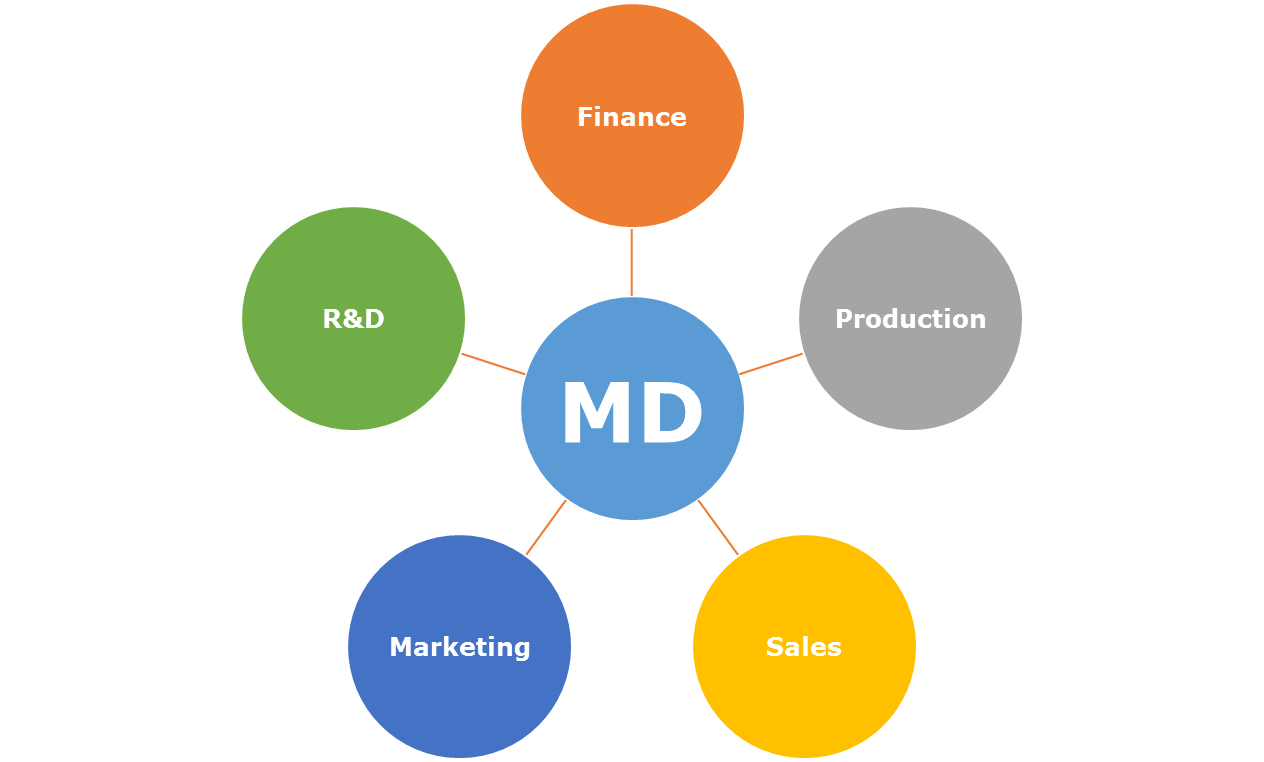 Finance
R&D
Production
MD
Marketing
Sales